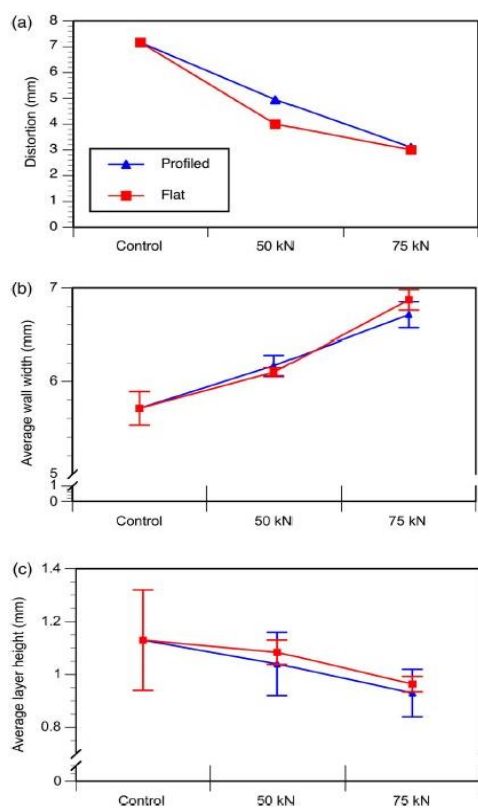 (a)
8
7
6
5
4
3
2
1
0
Distortion (mm)
Profiled
Flat
Control
50 kN
75 kN
(b)
7
6
5
1
0
Average wall width (mm)
Control
50 kN
75 kN
(c)
1.4
1.2
1
0.8
0
Average layer height (mm)
Control
50 kN
75 kN